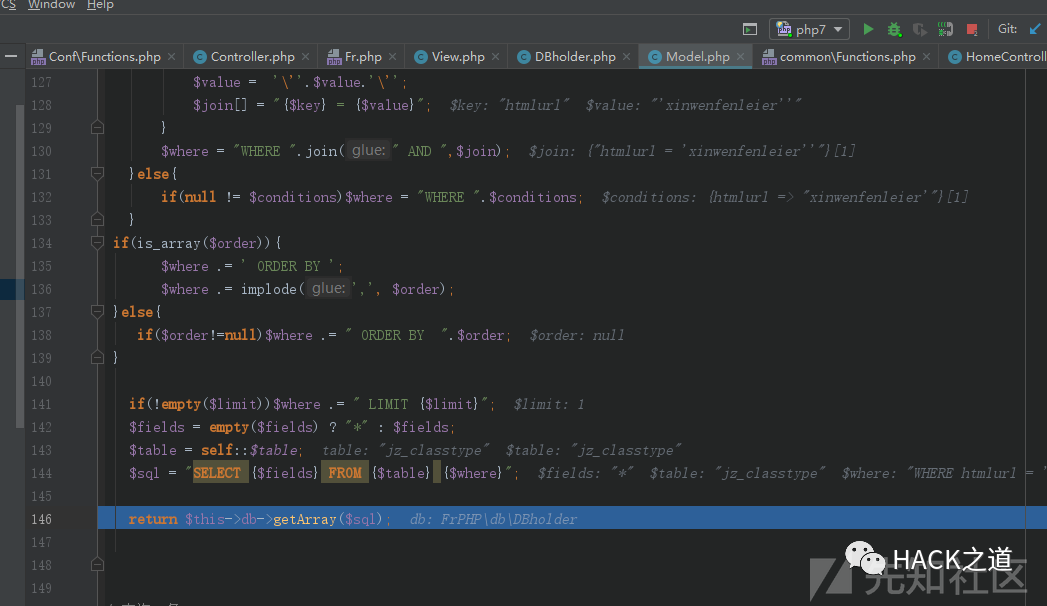 CS Window Help
php7 Git:
Conf\Functions.php Controller.php Fr.php View.php DBholder.php Model.php common\Functions.php HomeControll
127 $value = '\''.$value.'\'';
128 $join[] = "{$key} = {$value}"; $key: "htmlurl" $value: "'xinwenfenleier''"
129 }
130 $where = "WHERE ".join( glue: " AND ",$join); $join: {"htmlurl = 'xinwenfenleier''"}[1]
131 }else{
132 if(null != $conditions)$where = "WHERE ".$conditions; $conditions: {htmlurl => "xinwenfenleier'"}[1]
133 }
134 if(is_array($order)){
135 $where .= ' ORDER BY ';
136 $where .= implode( glue: ',', $order);
137 }else{
138 if($order!=null)$where .= " ORDER BY ".$order; $order: null
139 }
140
141 if(!empty($limit))$where .= " LIMIT {$limit}"; $limit: 1
142 $fields = empty($fields) ? "*" : $fields;
143 $table = self::$table; table: "jz_classtype" $table: "jz_classtype"
144 $sql = "SELECT {$fields} FROM {$table} {$where}"; $fields: "*" $table: "jz_classtype" $where: "WHERE htmlurl = '
145
146 return $this->db->getArray($sql); db: FrPHP\db\DBholder
147
148
149
HACK之道
先知社区